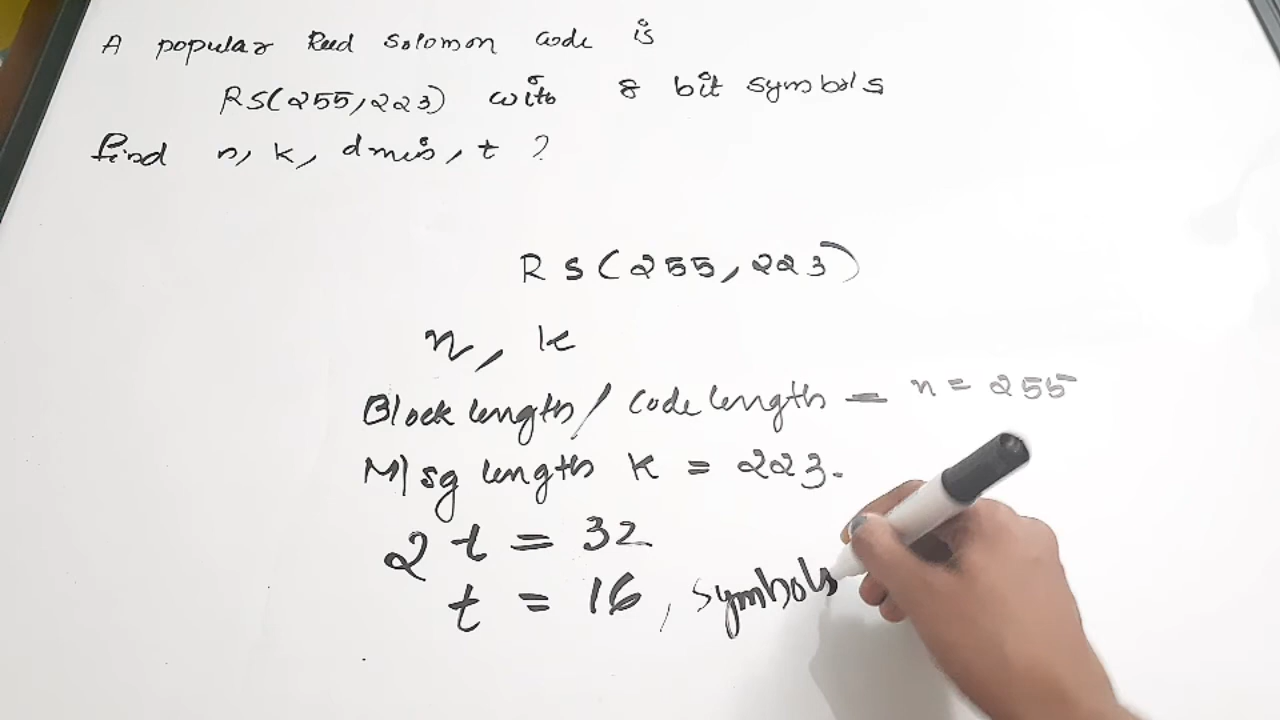 A popular Reed Solomon code is
RS(255,223) with 8 bit symbols
find n, k, dmin, t ?
RS(255,223)
n, k
Block length/ code length = n = 255
M/sg length k = 223.
2t = 32
t = 16, symbols